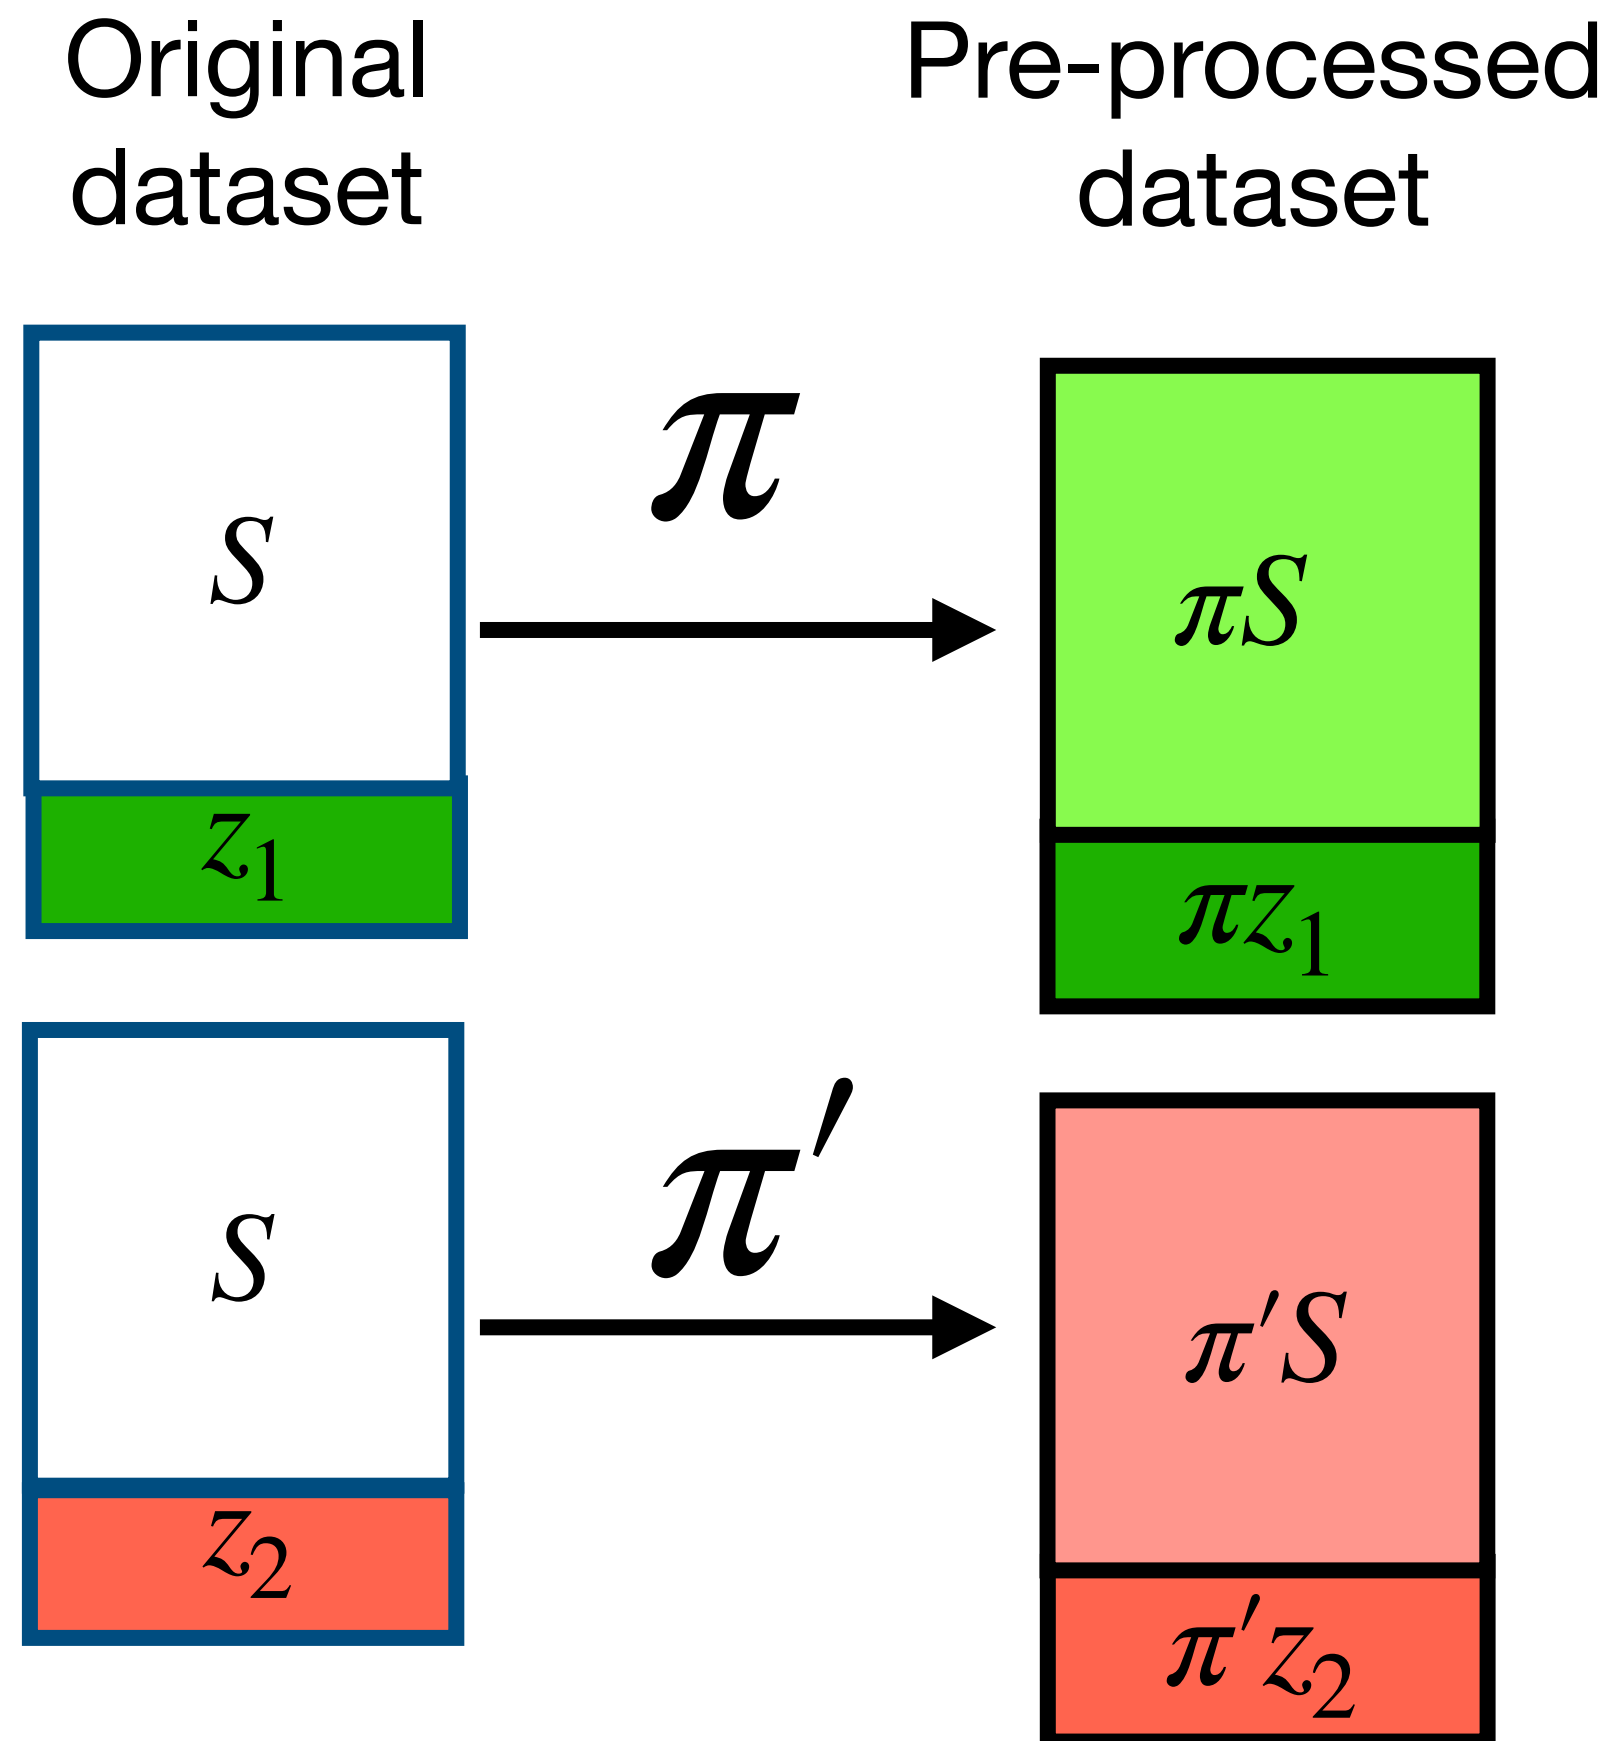 Original
dataset
Pre-processed
dataset
S
π
πS
z₁
πz₁
S
π′
π′S
z₂
π′z₂